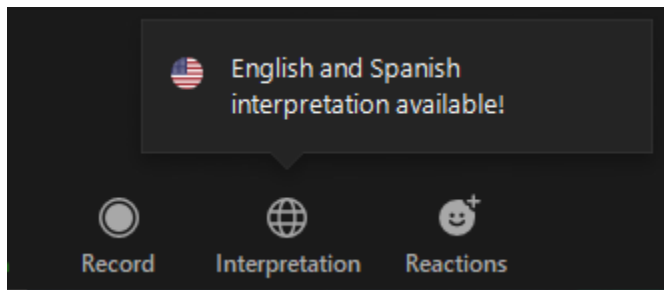 English and Spanish
interpretation available!
Record
Interpretation
Reactions